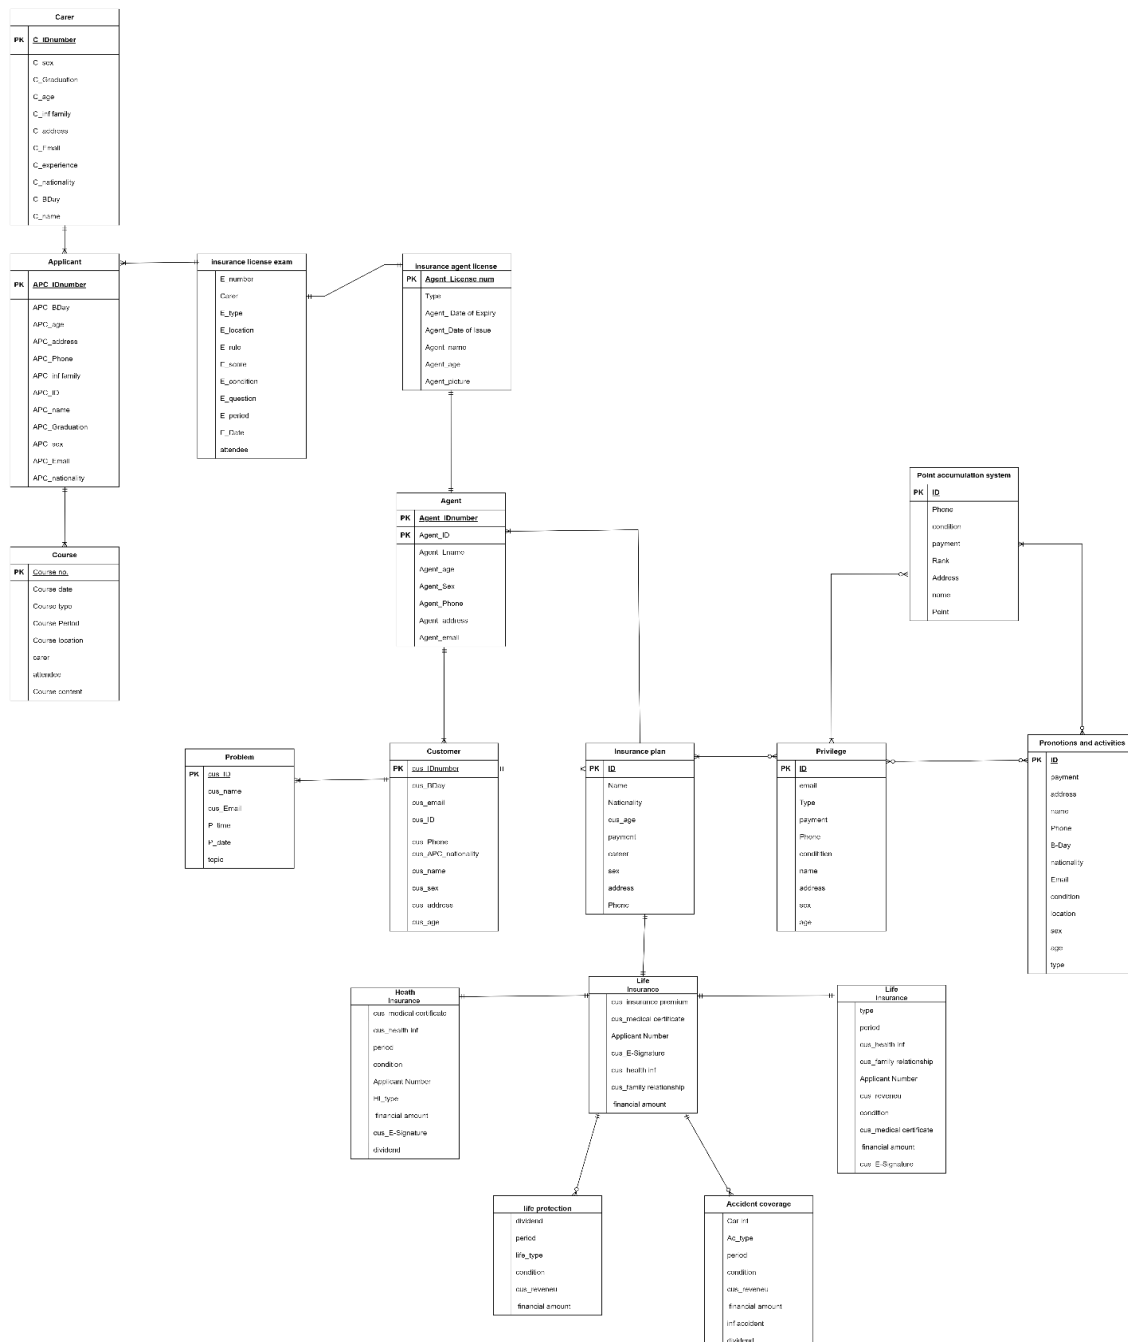 Carer
PK C_IDnumber
C_sex
C_Graduation
C_age
C_inf family
C_address
C_Email
C_experience
C_nationality
C_BDay
C_name
Applicant
PK APC_IDnumber
APC_BDay
APC_age
APC_address
APC_Phone
APC_inf family
APC_ID
APC_name
APC_Graduation
APC_sex
APC_Email
APC_nationality
Course
PK Course no.
Course date
Course type
Course Period
Course location
carer
attendee
Course content
insurance license exam
E_number
Carer
E_type
E_location
E_rule
E_score
E_condition
E_question
E_period
E_Date
attendee
Insurance agent license
PK Agent_License num
Type
Agent_ Date of Expiry
Agent_Date of Issue
Agent_name
Agent_age
Agent_picture
Agent
PK Agent_IDnumber
PK Agent_ID
Agent_Lname
Agent_age
Agent_Sex
Agent_Phone
Agent_address
Agent_email
Point accumulation system
PK ID
Phone
condition
payment
Rank
Address
name
Point
Problem
PK cus_ID
cus_name
cus_Email
P_time
P_date
topic
Customer
PK cus_IDnumber
cus_BDay
cus_email
cus_ID
cus_Phone
cus_APC_nationality
cus_name
cus_sex
cus_address
cus_age
Insurance plan
PK ID
Name
Nationality
cus_age
payment
career
sex
address
Phone
Privilege
PK ID
email
Type
payment
Phone
condifition
name
address
sex
age
Pronotions and activities
PK ID
payment
address
name
Phone
B-Day
nationality
Email
condition
location
sex
age
type
Heath
Insurance
cus_medical certificate
cus_health inf
period
condition
Applicant Number
HI_type
financial amount
cus_E-Signature
dividend
Life
Insurance
cus_insurance premium
cus_medical certificate
Applicant Number
cus_E-Signature
cus_health inf
cus_family relationship
financial amount
Life
Insurance
type
period
cus_health inf
cus_family relationship
Applicant Number
cus_reveneu
condition
cus_medical certificate
financial amount
cus_E-Signature
life protection
dividend
period
life_type
condition
cus_reveneu
financial amount
Accident coverage
Car inf
Ac_type
period
condition
cus_reveneu
financial amount
inf accident
dividend